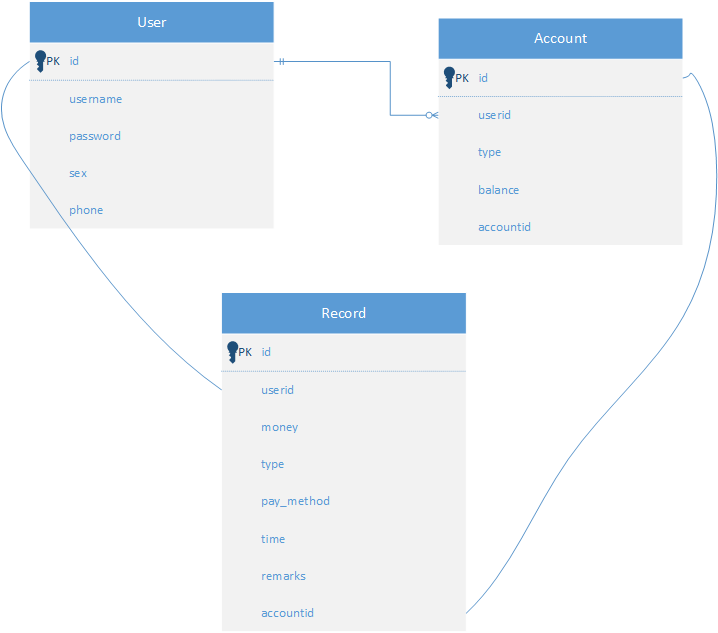 User
PK id
username
password
sex
phone
Account
PK id
userid
type
balance
accountid
Record
PK id
userid
money
type
pay_method
time
remarks
accountid